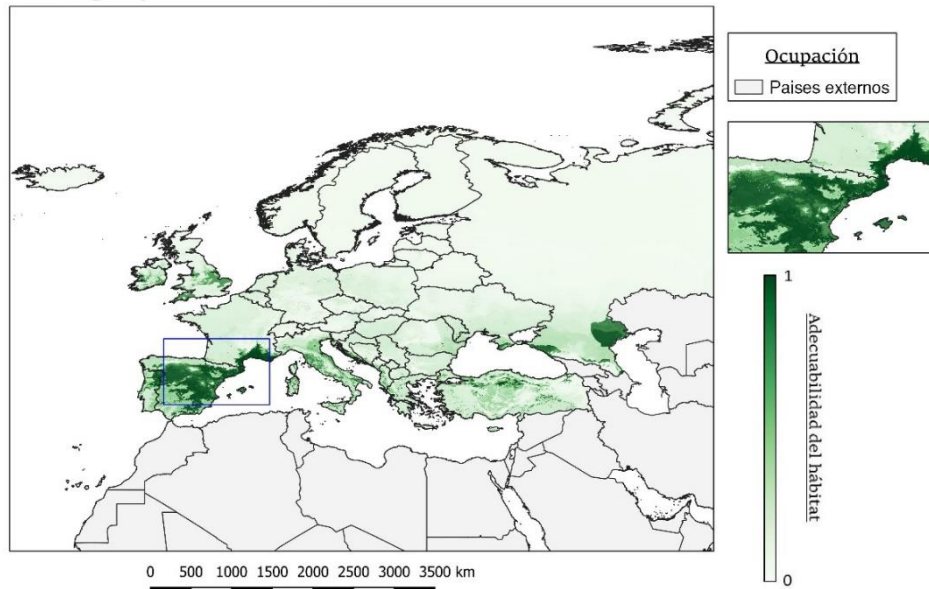 Ocupación
Paises externos
1
Adecuabilidad del hábitat
0
0 500 1000 1500 2000 2500 3000 3500 km